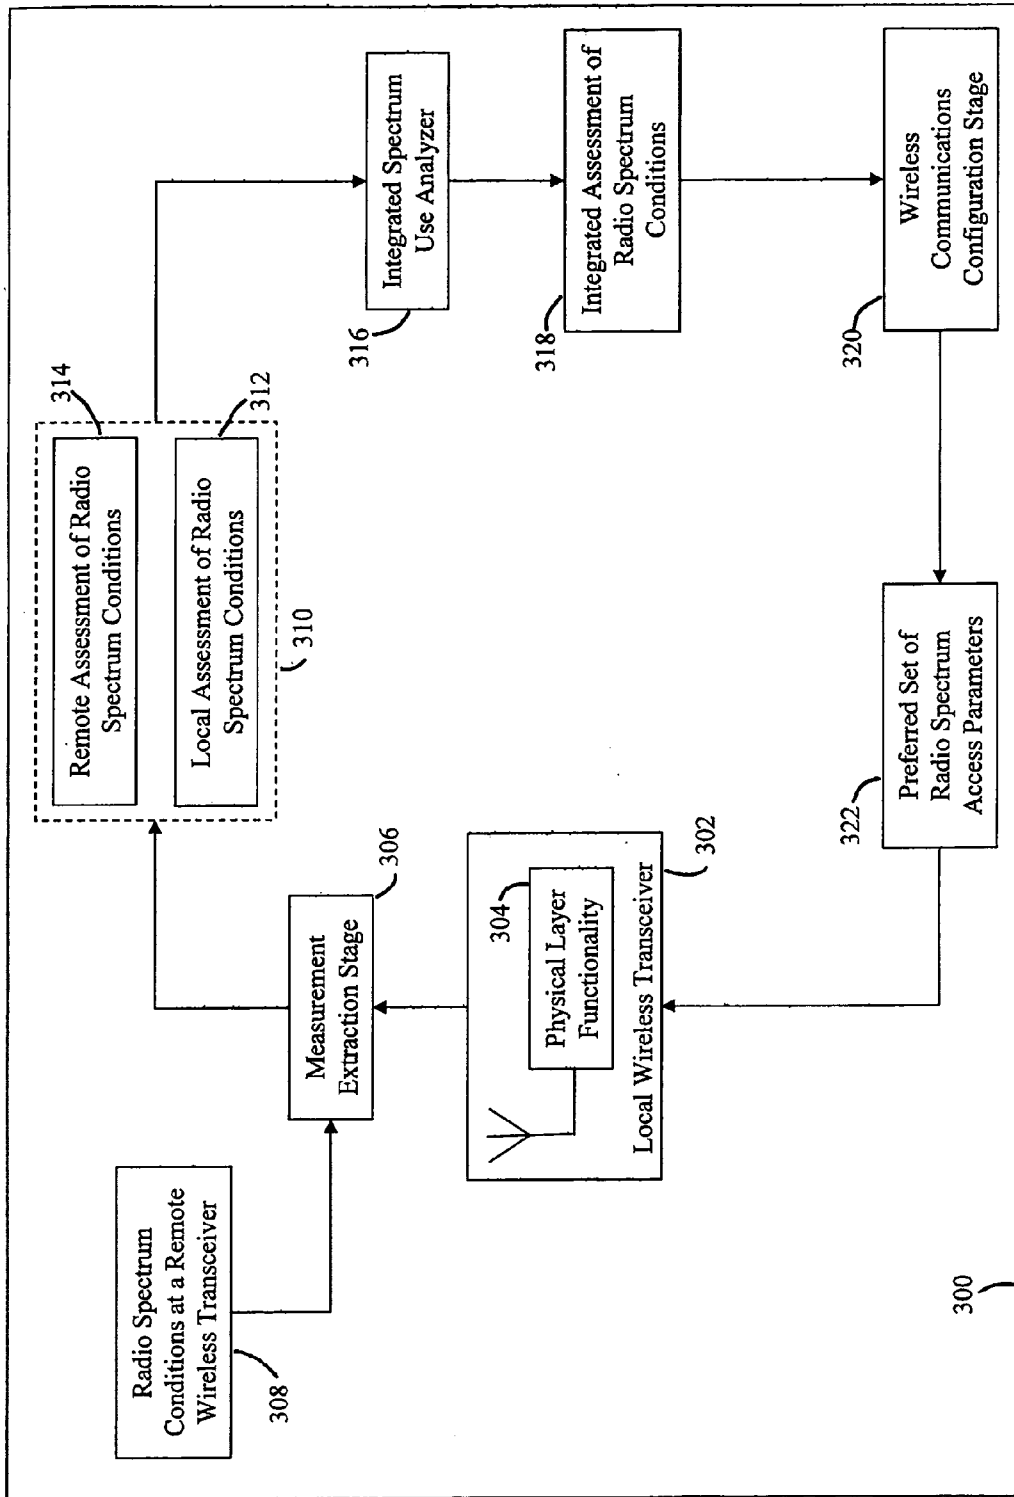 Radio Spectrum
Conditions at a Remote
Wireless Transceiver
308
Measurement
Extraction Stage
306
Remote Assessment of Radio
Spectrum Conditions
314
Local Assessment of Radio
Spectrum Conditions
312
310
Integrated Spectrum
Use Analyzer
316
Integrated Assessment of
Radio Spectrum
Conditions
318
Wireless
Communications
Configuration Stage
320
Preferred Set of
Radio Spectrum
Access Parameters
322
304
Physical Layer
Functionality
Local Wireless Transceiver
302
300